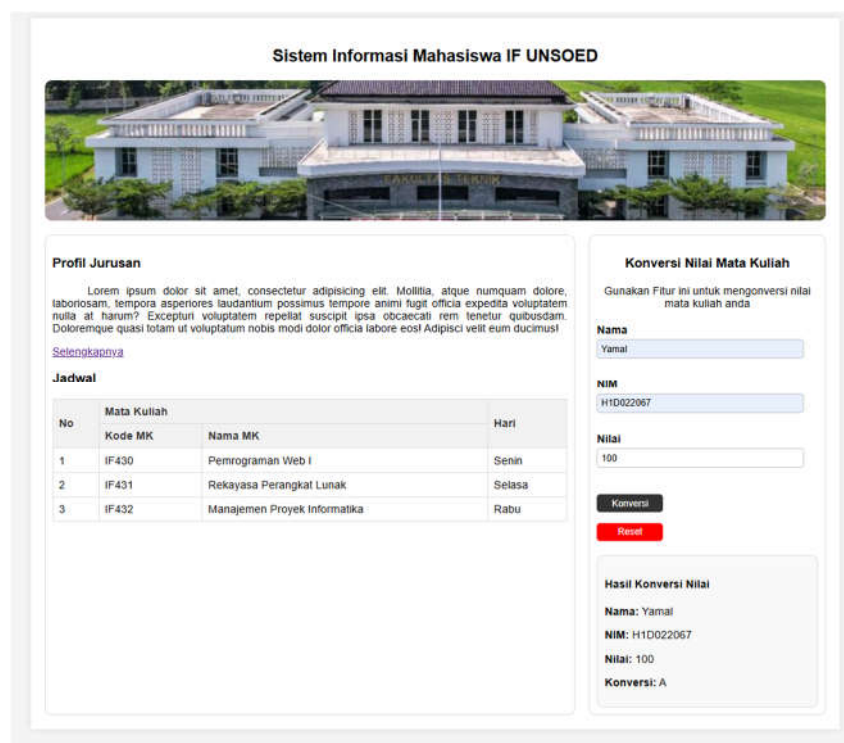 Sistem Informasi Mahasiswa IF UNSOED
FAKULTAS TEKNIK
Profil Jurusan
Lorem ipsum dolor sit amet, consectetur adipisicing elit. Mollitia, atque numquam dolore,
laboriosam, tempora asperiores laudantium possimus tempore animi fugit officia expedita voluptatem
nulla at harum? Excepturi voluptatem repellat suscipit ipsa obcaecati rem tenetur quibusdam.
Doloremque quasi totam ut voluptatum nobis modi dolor officia labore eos! Adipisci velit eum ducimus!
Selengkapnya
Jadwal
No Mata Kuliah Hari
Kode MK Nama MK
1 IF430 Pemrograman Web I Senin
2 IF431 Rekayasa Perangkat Lunak Selasa
3 IF432 Manajemen Proyek Informatika Rabu
Konversi Nilai Mata Kuliah
Gunakan Fitur ini untuk mengonversi nilai
mata kuliah anda
Nama
Yamal
NIM
H1D022067
Nilai
100
Konversi
Reset
Hasil Konversi Nilai
Nama: Yamal
NIM: H1D022067
Nilai: 100
Konversi: A